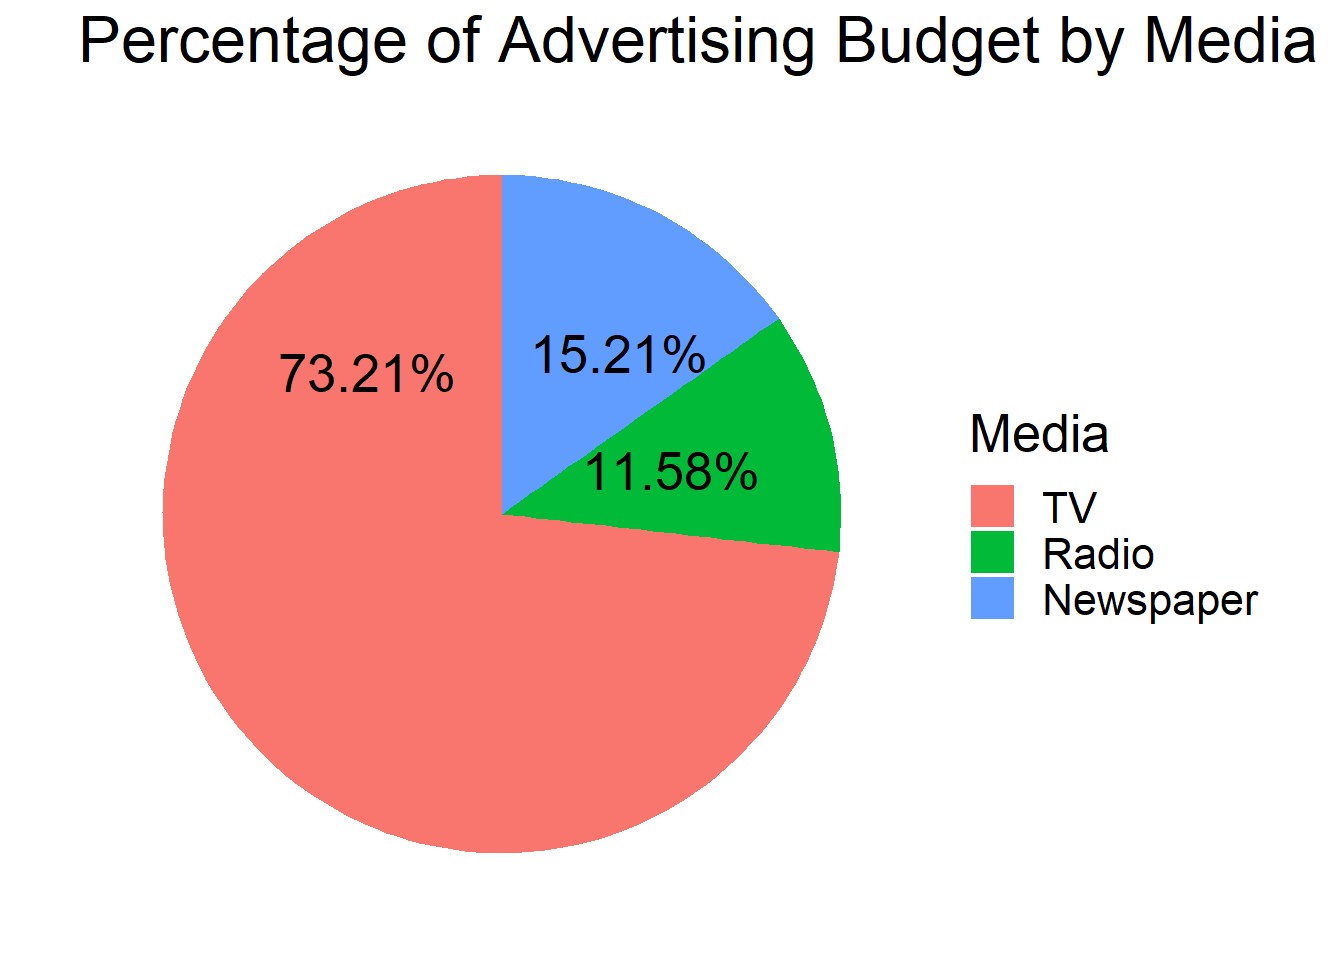 Percentage of Advertising Budget by Media
15.21%
73.21%
11.58%
Media
TV
Radio
Newspaper